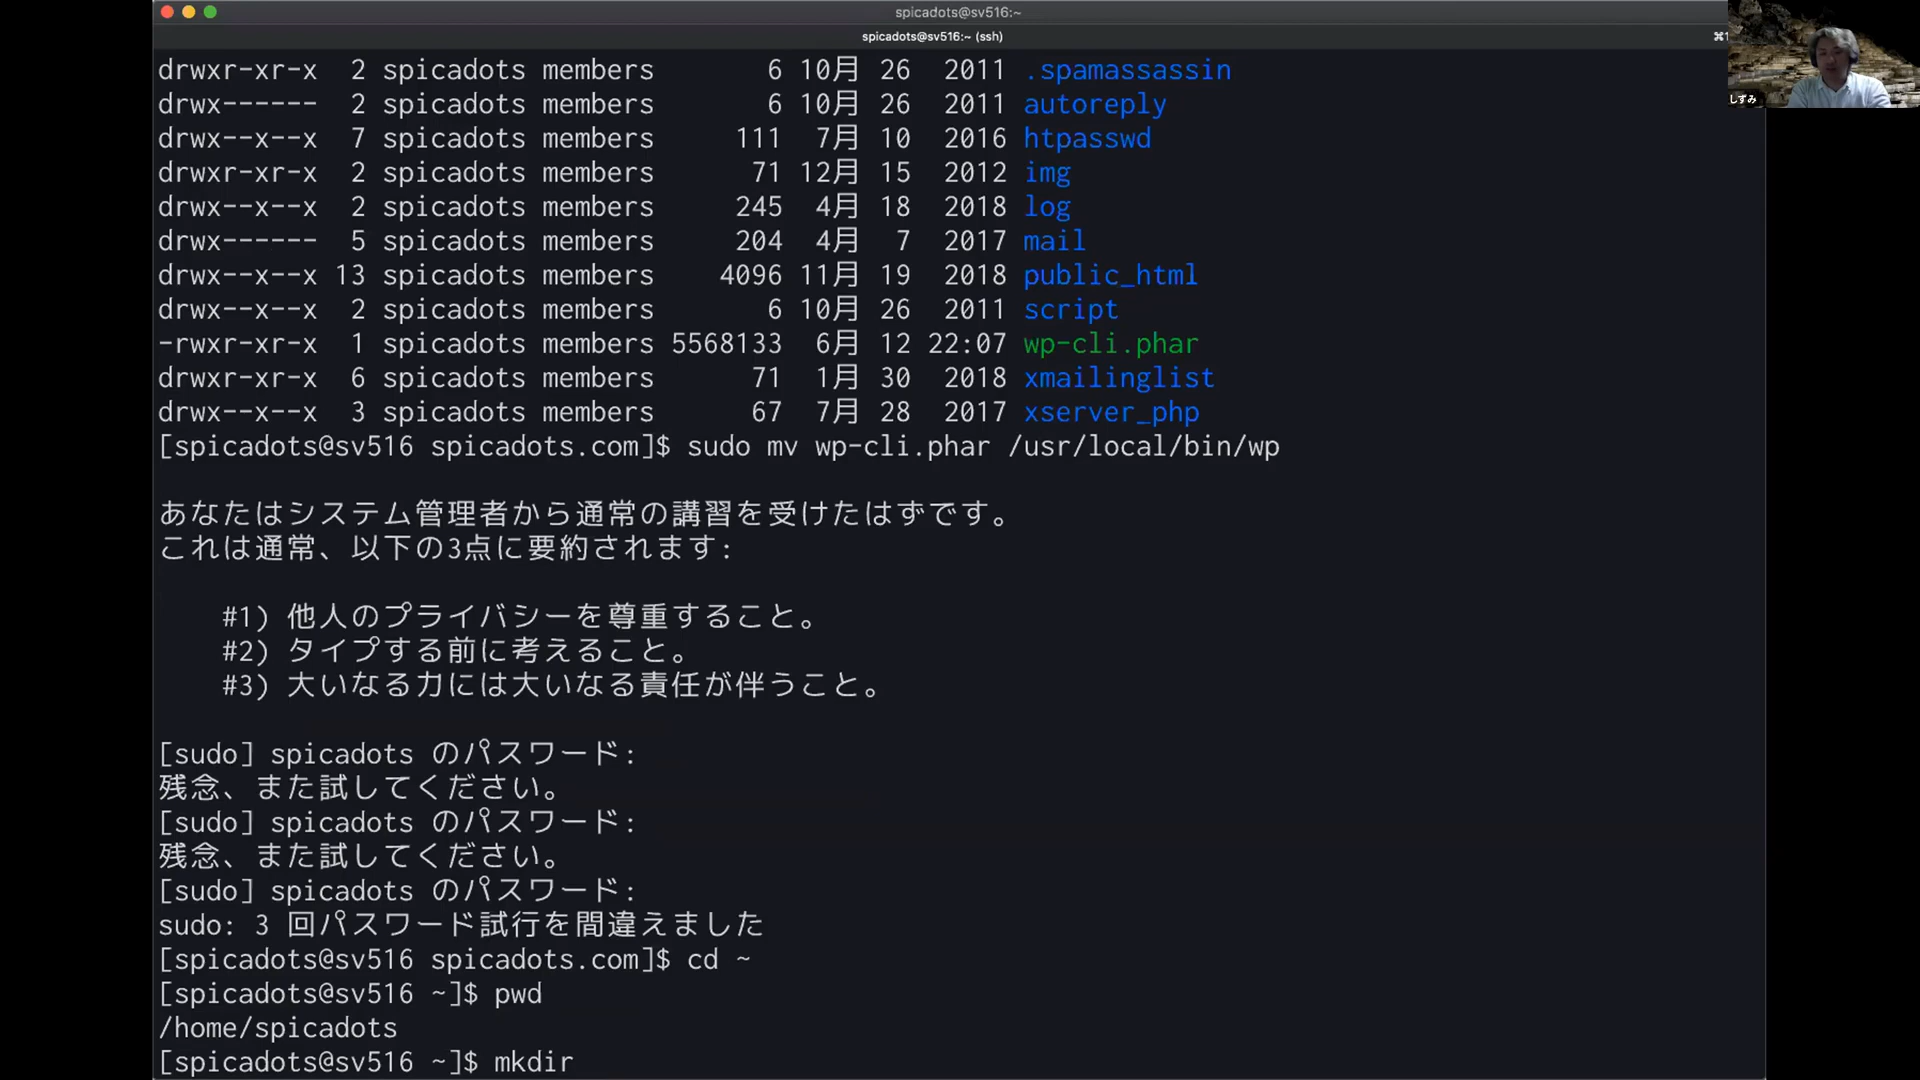 spicadots@sv516:~
spicadots@sv516:~ (ssh)
⌘1
しずみ
drwxr-xr-x 2 spicadots members 6 10月 26 2011 .spamassassin
drwx------ 2 spicadots members 6 10月 26 2011 autoreply
drwxr-xr-x 7 spicadots members 111 7月 10 2016 htpasswd
drwxr-xr-x 2 spicadots members 71 12月 15 2012 img
drwx--x--x 2 spicadots members 245 4月 18 2018 log
drwx------ 5 spicadots members 204 4月 7 2017 mail
drwx--x--x 13 spicadots members 4096 11月 19 2018 public_html
drwx--x--x 2 spicadots members 6 10月 26 2011 script
-rwxr-xr-x 1 spicadots members 5568133 6月 12 22:07 wp-cli.phar
drwxr-xr-x 6 spicadots members 71 1月 30 2018 xmailinglist
drwx--x--x 3 spicadots members 67 7月 28 2017 xserver_php
[spicadots@sv516 spicadots.com]$ sudo mv wp-cli.phar /usr/local/bin/wp
あなたはシステム管理者から通常の講習を受けたはずです。
これは通常、以下の3点に要約されます:
#1) 他人のプライバシーを尊重すること。
#2) タイプする前に考えること。
#3) 大いなる力には大いなる責任が伴うこと。
[sudo] spicadots のパスワード:
残念、また試してください。
[sudo] spicadots のパスワード:
残念、また試してください。
[sudo] spicadots のパスワード:
sudo: 3 回パスワード試行を間違えました
[spicadots@sv516 spicadots.com]$ cd ~
[spicadots@sv516 ~]$ pwd
/home/spicadots
[spicadots@sv516 ~]$ mkdir